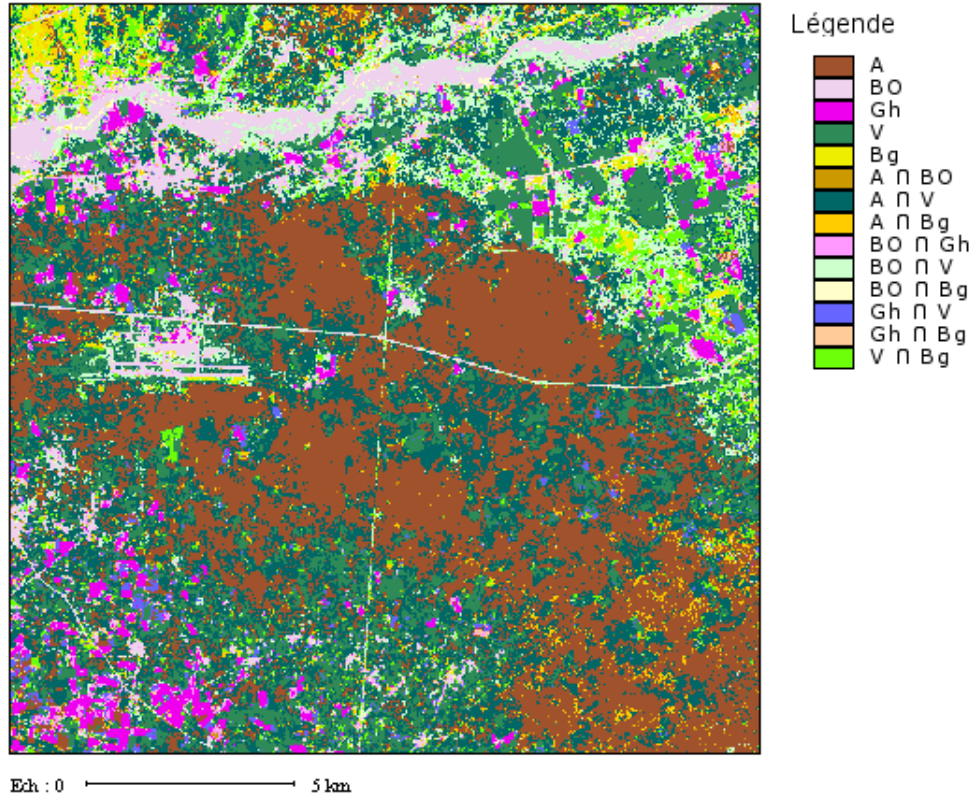 Légende
A
BO
Gh
V
Bg
A ∩ BO
A ∩ V
A ∩ Bg
BO ∩ Gh
BO ∩ V
BO ∩ Bg
Gh ∩ V
Gh ∩ Bg
V ∩ Bg
Ech : 0 5 km